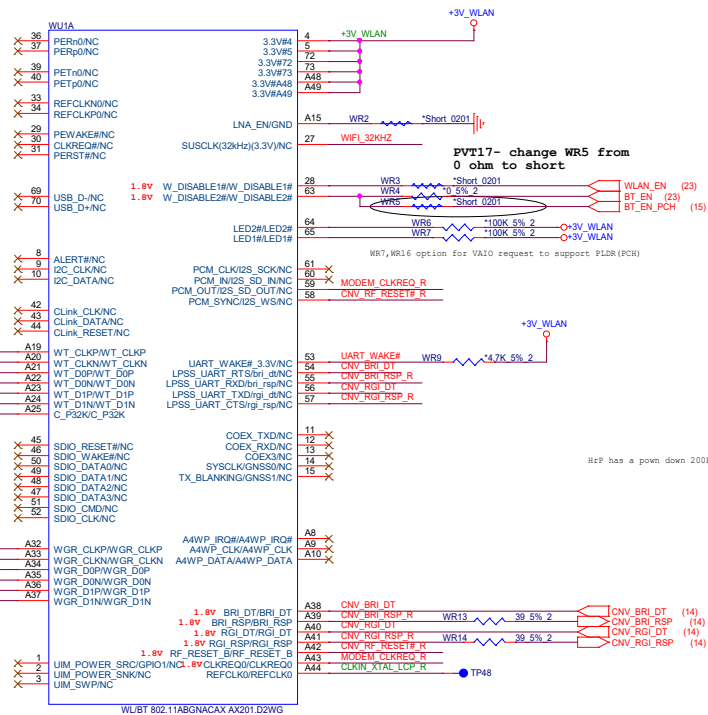 +3V_WLAN
WU1A
36 PERn0/NC 3.3V#4 4 +3V_WLAN
37 PERp0/NC 3.3V#5 5
3.3V#72 72
39 PETn0/NC 3.3V#73 73
40 PETp0/NC 3.3V#A48 A48
3.3V#A49 A49
33 REFCLKN0/NC
34 REFCLKP0/NC
LNA_EN/GND A15 WR2 *Short_0201
29 PEWAKE#/NC
30 CLKREQ#/NC SUSCLK(32kHz)(3.3V)/NC 27 WIFI_32KHZ
31 PERST#/NC
PVT17- change WR5 from
0 ohm to short
1.8V W_DISABLE1#/W_DISABLE1# 28 WR3 *Short_0201 WLAN_EN (23)
69 USB_D-/NC 1.8V W_DISABLE2#/W_DISABLE2# 63 WR4 *0_5%_2 BT_EN (23)
70 USB_D+/NC WR5 *Short_0201 BT_EN_PCH (15)
LED2#/LED2# 64 WR6 *100K_5%_2 +3V_WLAN
LED1#/LED1# 65 WR7 *100K_5%_2 +3V_WLAN
WR7,WR16 option for VAIO request to support PLDR(PCH)
8 ALERT#/NC
9 I2C_CLK/NC PCM_CLK/I2S_SCK/NC 61
10 I2C_DATA/NC PCM_IN/I2S_SD_IN/NC 60
PCM_OUT/I2S_SD_OUT/NC 59 MODEM_CLKREQ_R
PCM_SYNC/I2S_WS/NC 58 CNV_RF_RESET#_R
42 CLink_CLK/NC
43 CLink_DATA/NC
44 CLink_RESET/NC
+3V_WLAN
A19 WT_CLKP/WT_CLKP
A20 WT_CLKN/WT_CLKN UART_WAKE#_3.3V/NC 53 UART_WAKE# WR9 *4.7K_5%_2
A21 WT_D0P/WT_D0P LPSS_UART_RTS/bri_dt/NC 54 CNV_BRI_DT
A22 WT_D0N/WT_D0N LPSS_UART_RXD/bri_rsp/NC 55 CNV_BRI_RSP_R
A23 WT_D1P/WT_D1P LPSS_UART_TXD/rgi_dt/NC 56 CNV_RGI_DT
A24 WT_D1N/WT_D1N LPSS_UART_CTS/rgi_rsp/NC 57 CNV_RGI_RSP_R
A25 C_P32K/C_P32K
COEX_TXD/NC 11
45 SDIO_RESET#/NC COEX_RXD/NC 12
46 SDIO_WAKE#/NC COEX3/NC 13
50 SDIO_DATA0/NC SYSCLK/GNSS0/NC 14
49 SDIO_DATA1/NC TX_BLANKING/GNSS1/NC 15
48 SDIO_DATA2/NC
47 SDIO_DATA3/NC
51 SDIO_CMD/NC
52 SDIO_CLK/NC
HrP has a pown down 200
A32 WGR_CLKP/WGR_CLKP A4WP_IRQ#/A4WP_IRQ# A8
A33 WGR_CLKN/WGR_CLKN A4WP_CLK/A4WP_CLK A9
A34 WGR_D0P/WGR_D0P A4WP_DATA/A4WP_DATA A10
A35 WGR_D0N/WGR_D0N
A36 WGR_D1P/WGR_D1P
A37 WGR_D1N/WGR_D1N
1.8V BRI_DT/BRI_DT A38 CNV_BRI_DT CNV_BRI_DT (14)
1.8V BRI_RSP/BRI_RSP A39 CNV_BRI_RSP_R WR13 39_5%_2 CNV_BRI_RSP (14)
1.8V RGI_DT/RGI_DT A40 CNV_RGI_DT CNV_RGI_DT (14)
1.8V RGI_RSP/RGI_RSP A41 CNV_RGI_RSP_R WR14 39_5%_2 CNV_RGI_RSP (14)
1.8V RF_RESET_B/RF_RESET_B A42 CNV_RF_RESET#_R
1 UIM_POWER_SRC/GPIO1/NC 1.8V CLKREQ0/CLKREQ0 A43 MODEM_CLKREQ_R
2 UIM_POWER_SNK/NC REFCLK0/REFCLK0 A44 CLKIN_XTAL_LCP_R TP48
3 UIM_SWP/NC
WL/BT 802.11ABGNACAX AX201.D2WG